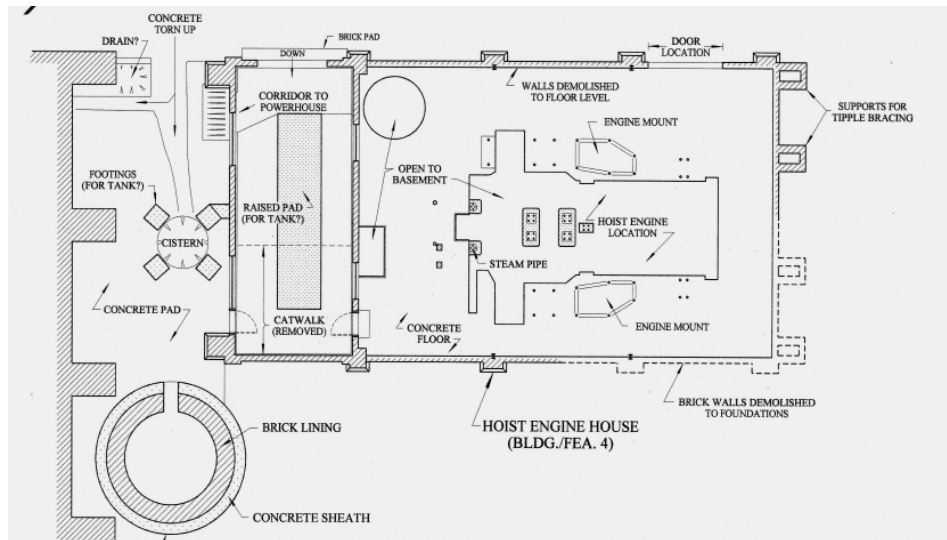 CONCRETE
TORN UP
DRAIN?
BRICK PAD
DOWN
DOOR
LOCATION
CORRIDOR TO
POWERHOUSE
WALLS DEMOLISHED
TO FLOOR LEVEL
ENGINE MOUNT
SUPPORTS FOR
TIPPLE BRACING
FOOTINGS
(FOR TANK?)
OPEN TO
BASEMENT
RAISED PAD
(FOR TANK?)
HOIST ENGINE
LOCATION
CISTERN
STEAM PIPE
CONCRETE PAD
CATWALK
(REMOVED)
CONCRETE
FLOOR
ENGINE MOUNT
BRICK WALLS DEMOLISHED
TO FOUNDATIONS
HOIST ENGINE HOUSE
(BLDG./FEA. 4)
BRICK LINING
CONCRETE SHEATH